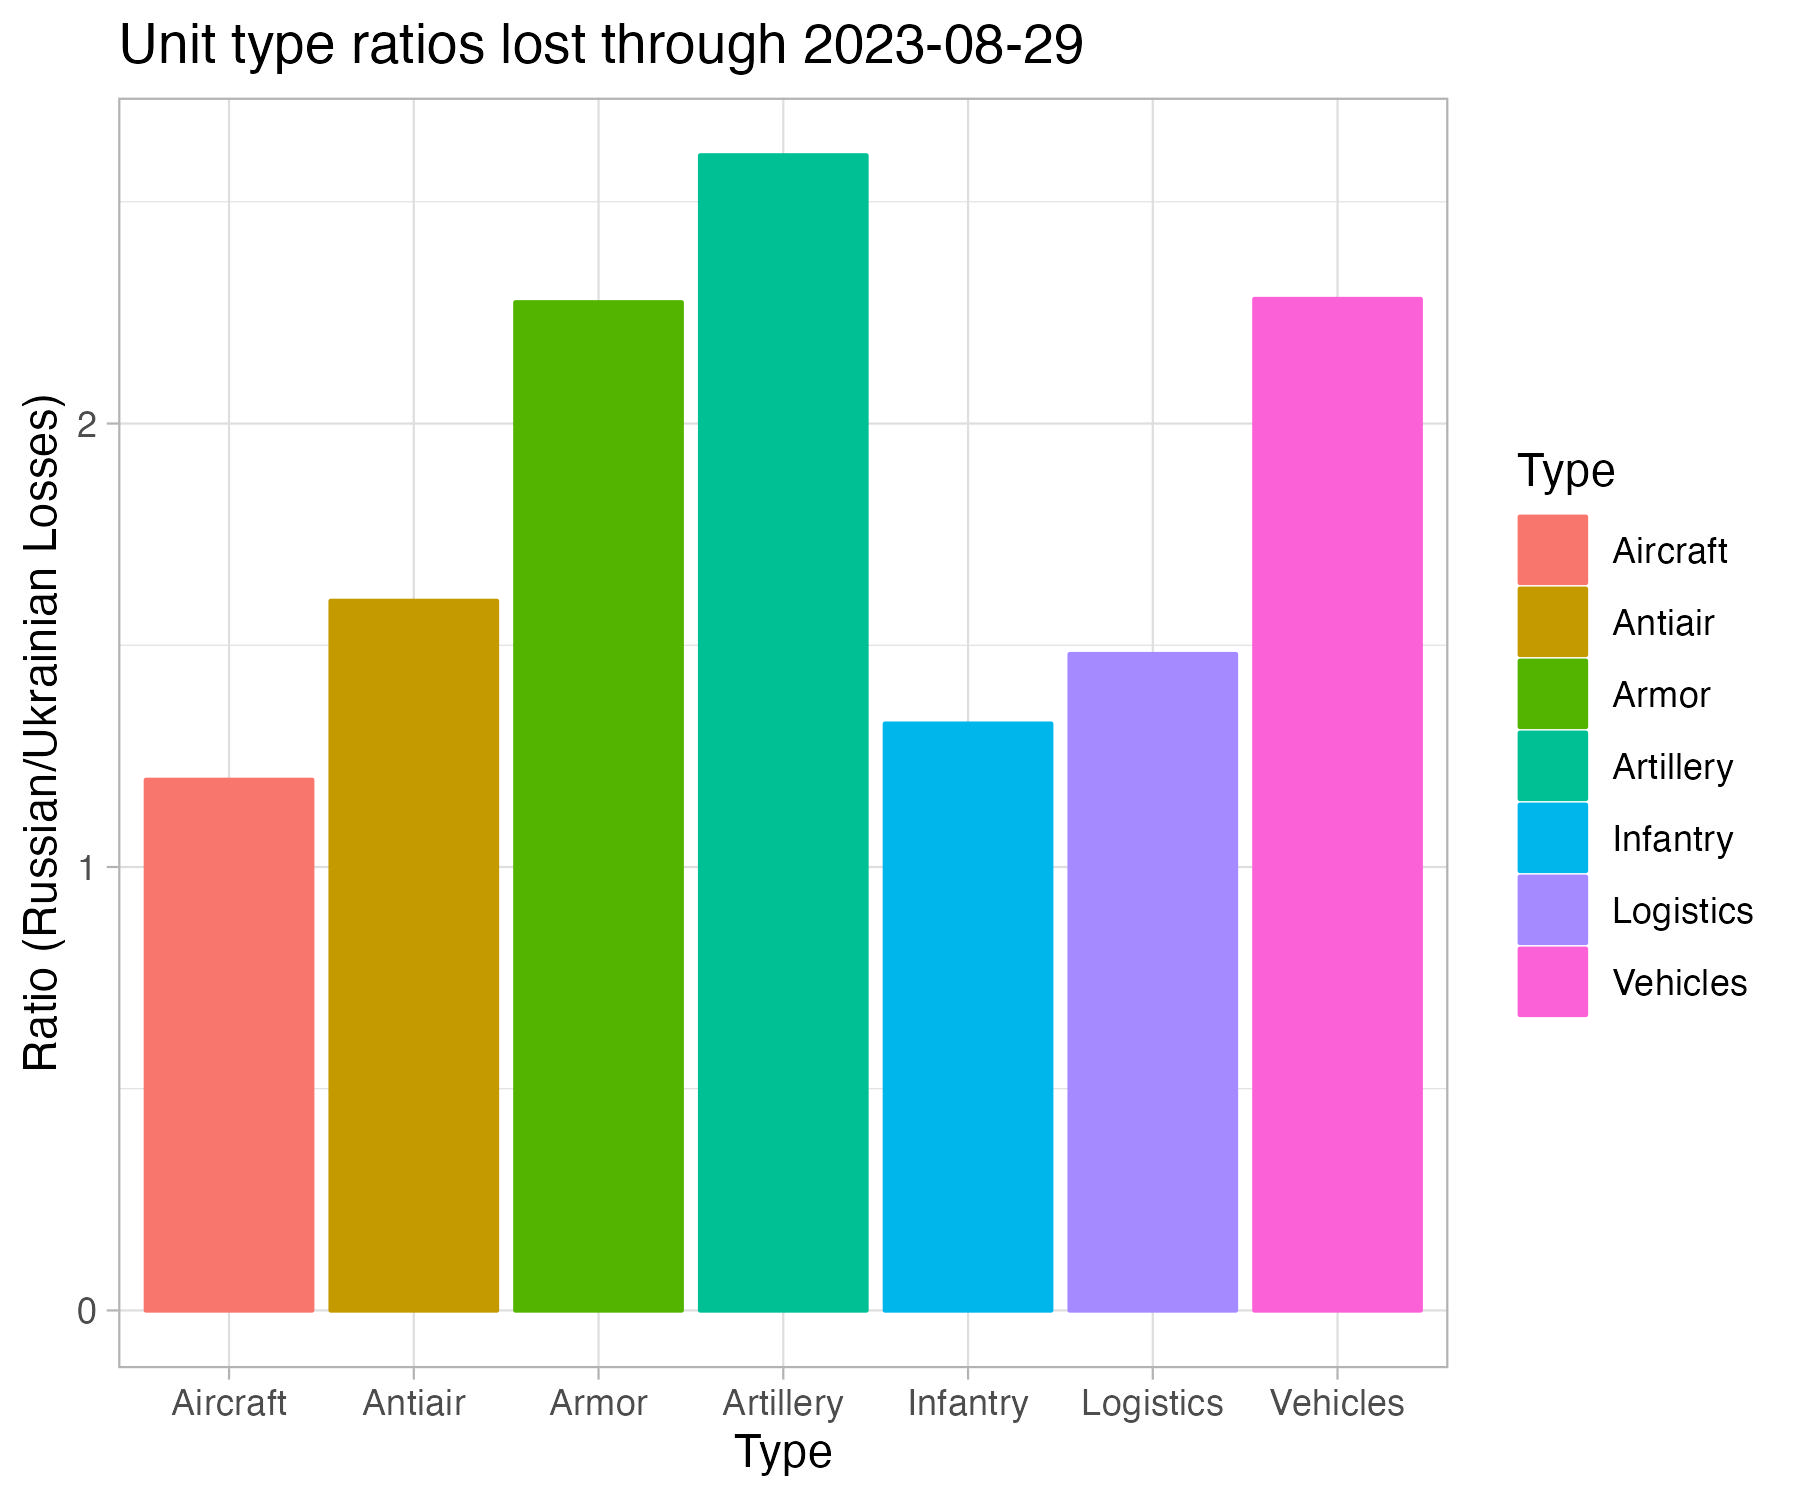 Unit type ratios lost through 2023-08-29
Ratio (Russian/Ukrainian Losses)
2
1
0
Aircraft
Antiair
Armor
Artillery
Infantry
Logistics
Vehicles
Type
Type
Aircraft
Antiair
Armor
Artillery
Infantry
Logistics
Vehicles